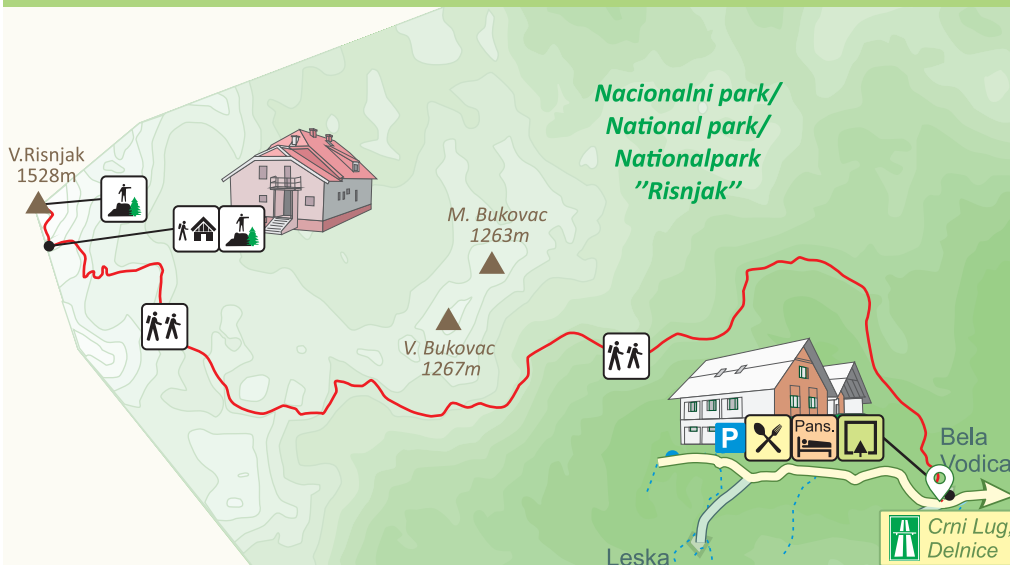 Nacionalni park/
National park/
Nationalpark
”Risnjak”
V.Risnjak
1528m
M. Bukovac
1263m
V. Bukovac
1267m
P
Pans.
Bela
Vodica
Crni Lug,
Delnice
Leska